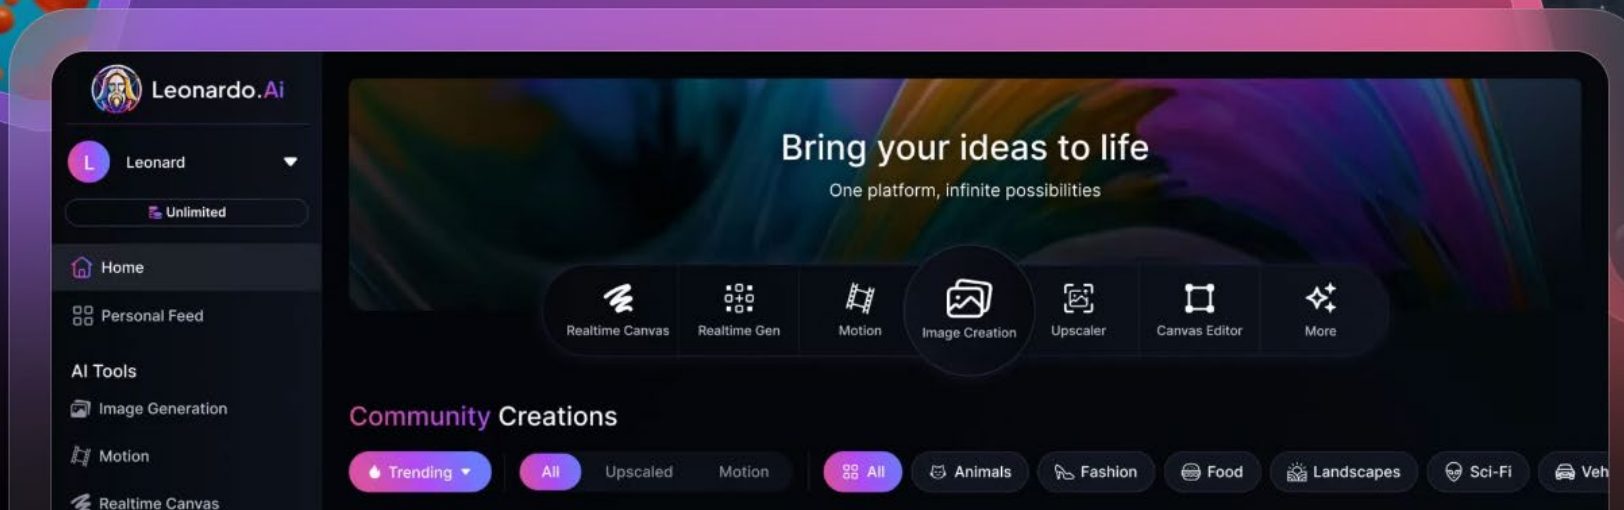 Leonardo.Ai
L
Leonard
Unlimited
Home
Personal Feed
AI Tools
Image Generation
Motion
Realtime Canvas
Bring your ideas to life
One platform, infinite possibilities
Realtime Canvas
Realtime Gen
Motion
Image Creation
Upscaler
Canvas Editor
More
Community Creations
Trending All Upscaled Motion All Animals Fashion Food Landscapes Sci-Fi Veh